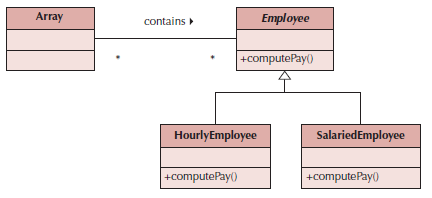 Array
contains ▸
Employee
+computePay()
*
*
HourlyEmployee
+computePay()
SalariedEmployee
+computePay()